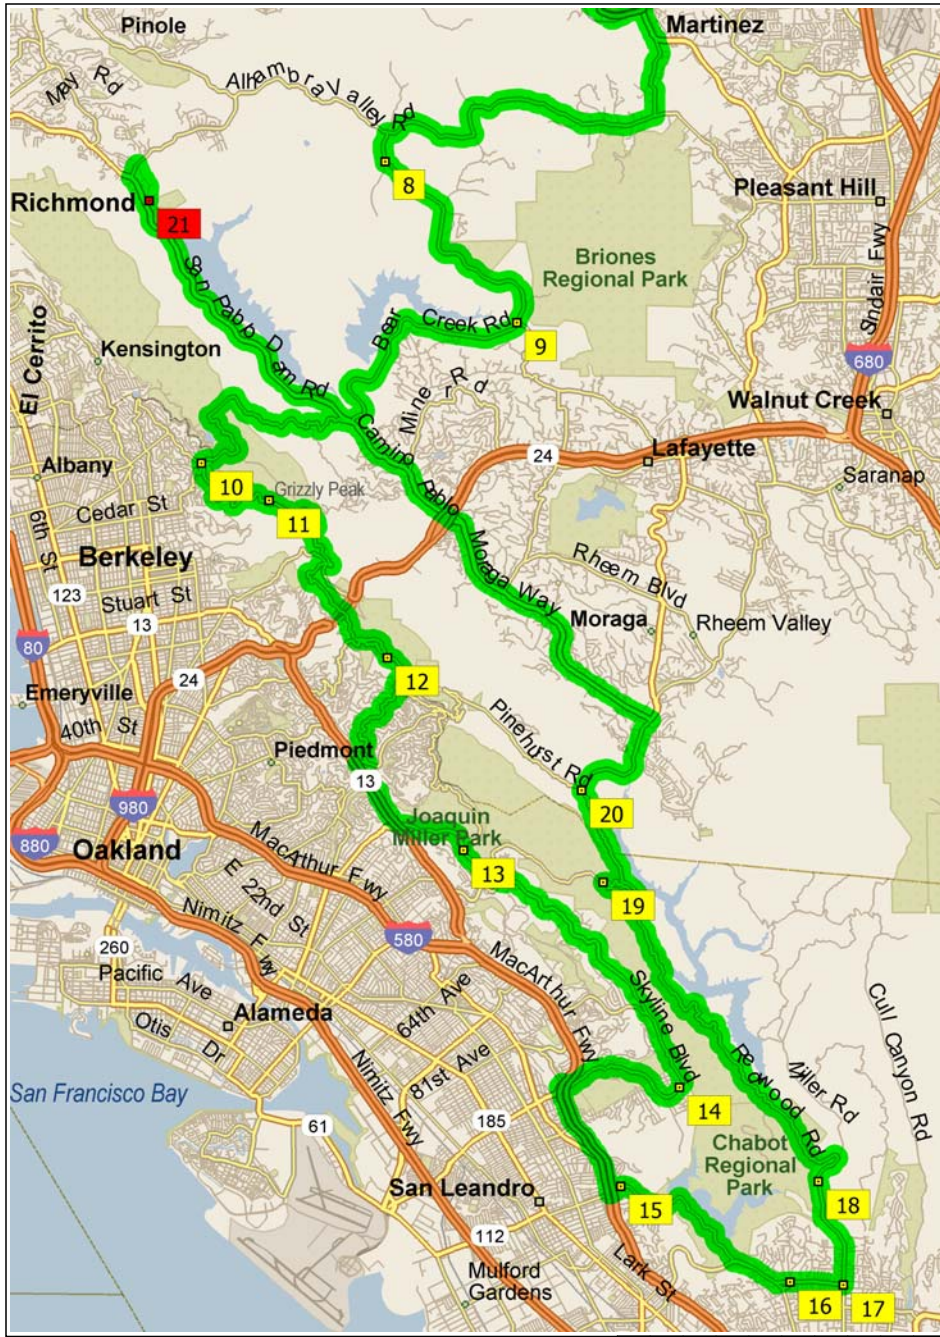 Pinole
Martinez
May Rd
Alhambra Valley Rd
8
Richmond
21
Pleasant Hill
Sinclair Fwy
Briones
Regional Park
San Pablo Dam Rd
Bear Creek Rd
9
El Cerrito
Kensington
680
Miner Rd
Walnut Creek
Camino Pablo
24
Lafayette
Albany
10
Grizzly Peak
Saranap
Cedar St
11
6th St
Berkeley
Moraga Way
Rheem Blvd
123
Stuart St
13
Moraga
Rheem Valley
80
24
12
Emeryville
40th St
Pinehurst Rd
Piedmont
13
20
980
Joaquin
Miller Park
880
Oakland
MacArthur Fwy
13
E 22nd St
19
Nimitz Fwy
580
260
MacArthur Fwy
Pacific Ave
64th Ave
Skyline Blvd
Cull Canyon Rd
Alameda
Otis Dr
81st Ave
Redwood Rd
Miller Rd
San Francisco Bay
Nimitz Fwy
14
61
185
Chabot
Regional
Park
San Leandro
15
18
112
Lark St
Mulford
Gardens
16
17